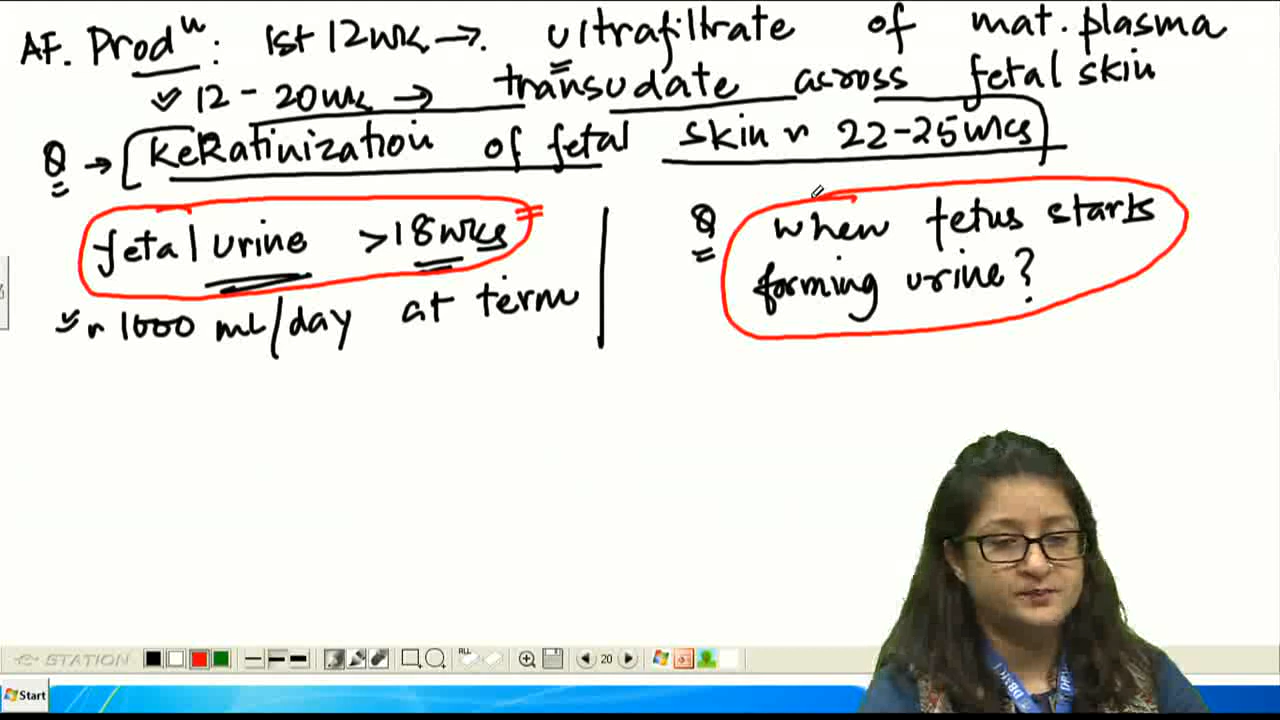 AF. Prodⁿ : 1st 12wk → ultrafiltrate of mat. plasma
12 - 20wk → transudate across fetal skin
Q → [KeRatinization of fetal skin ~ 22-25wks]
fetal urine > 18wks
~ 1000 ml/day at term
Q
when fetus starts
forming urine?
e-STATION
ALL
20
Start